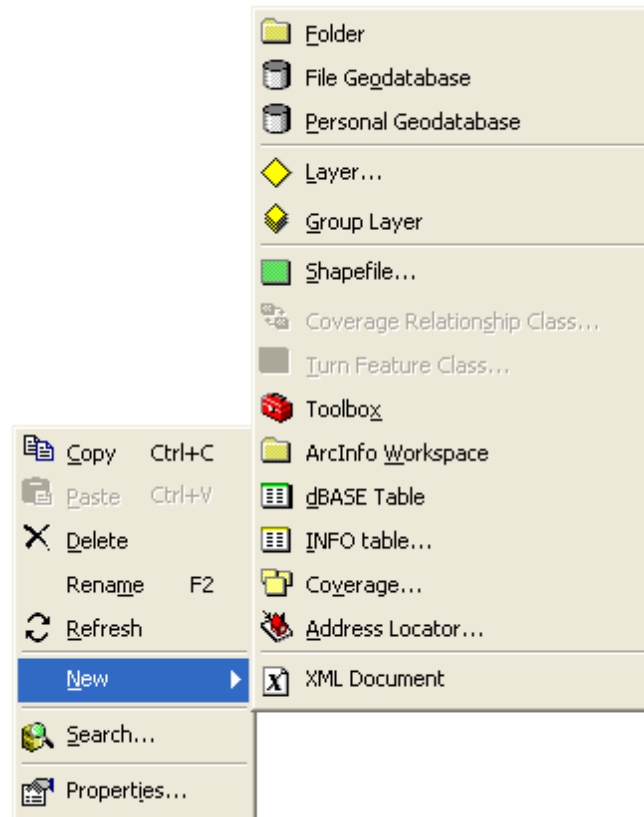 Folder
File Geodatabase
Personal Geodatabase
Layer...
Group Layer
Shapefile...
Coverage Relationship Class...
Turn Feature Class...
Toolbox
ArcInfo Workspace
dBASE Table
INFO table...
Coverage...
Address Locator...
XML Document
Copy Ctrl+C
Paste Ctrl+V
Delete
Rename F2
Refresh
New
Search...
Properties...